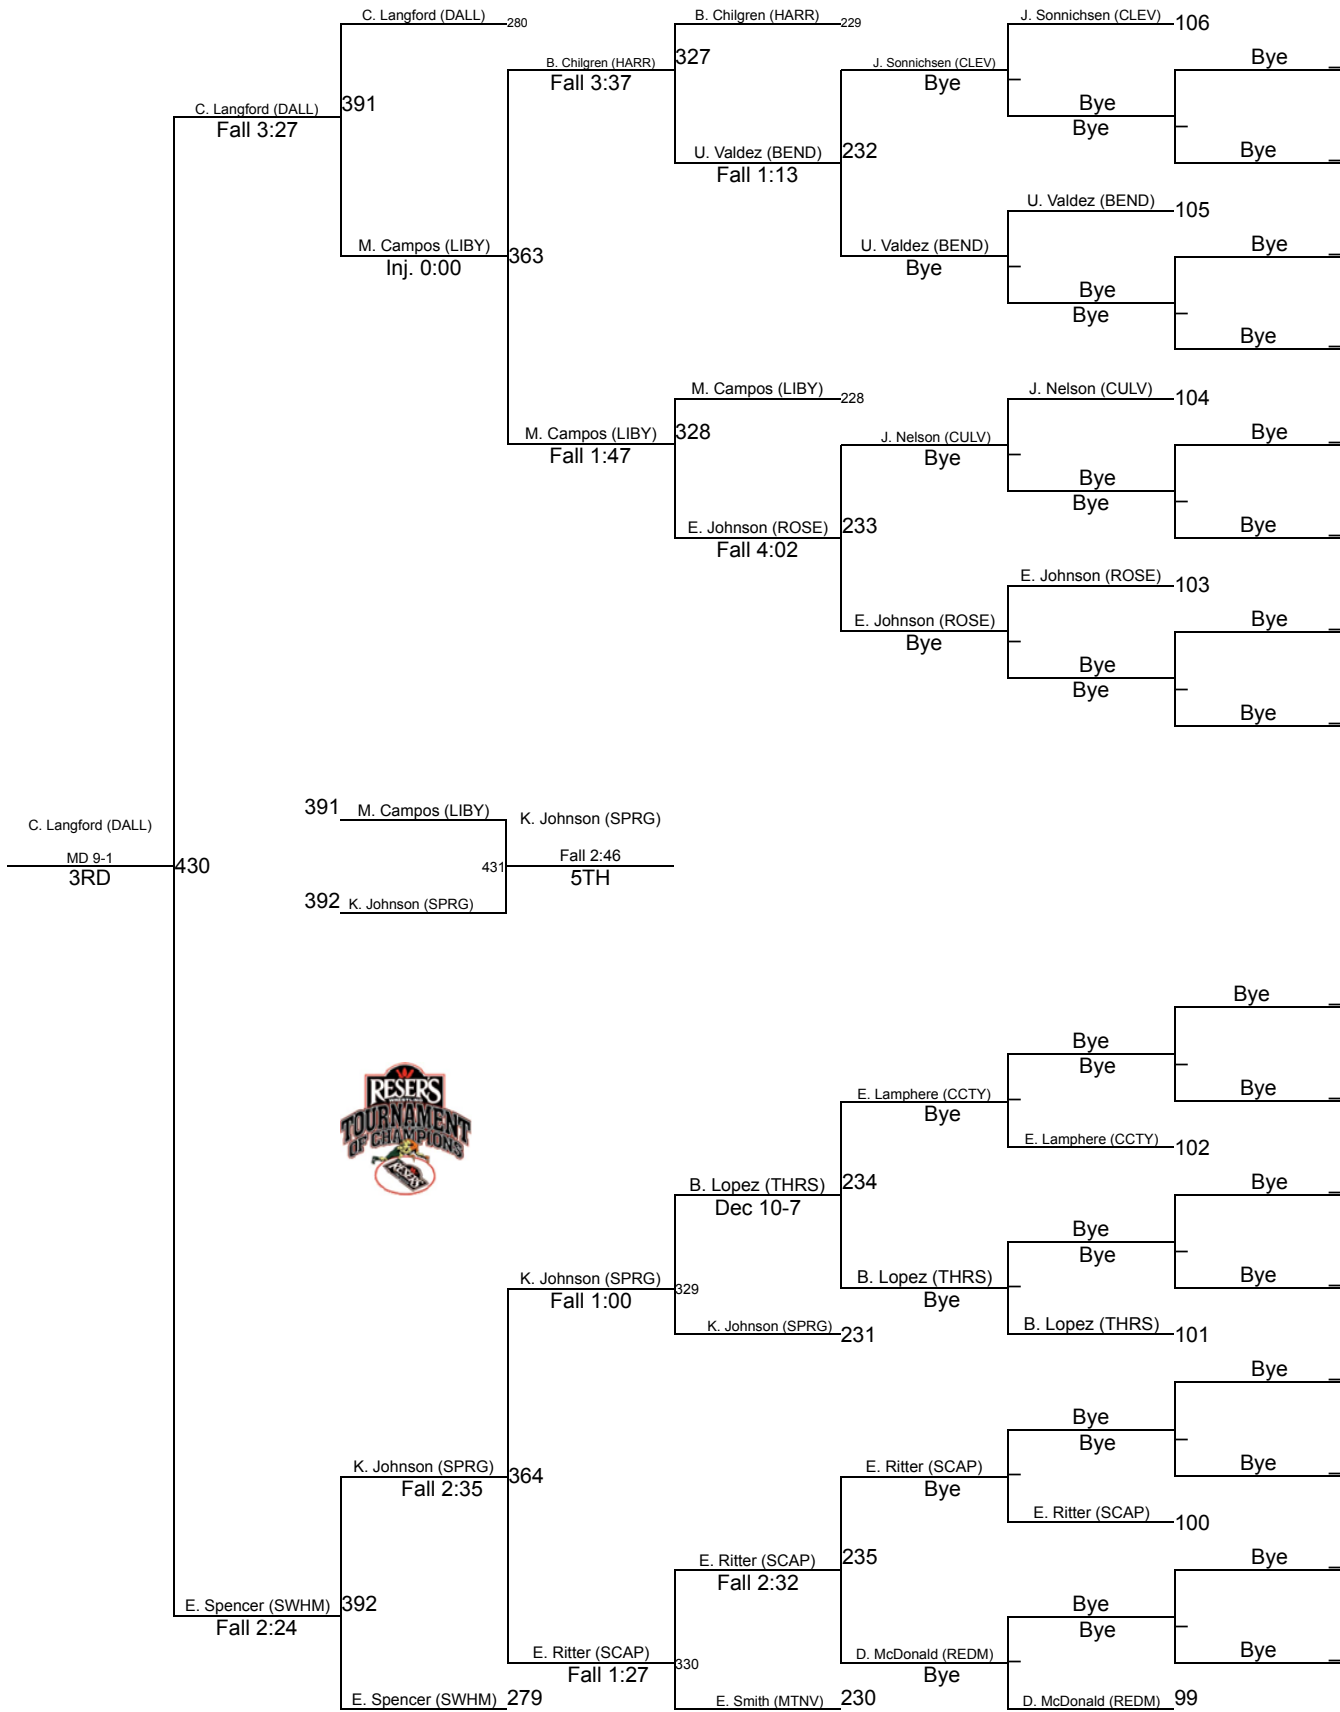 C. Langford (DALL) 280
B. Chilgren (HARR) 229
J. Sonnichsen (CLEV) 106
Bye
B. Chilgren (HARR) 327
Fall 3:37
J. Sonnichsen (CLEV)
Bye
C. Langford (DALL) 391
Fall 3:27
Bye
Bye
Bye
U. Valdez (BEND) 232
Fall 1:13
U. Valdez (BEND) 105
M. Campos (LIBY) 363
Inj. 0:00
U. Valdez (BEND)
Bye
Bye
Bye
Bye
Bye
M. Campos (LIBY) 228
J. Nelson (CULV) 104
M. Campos (LIBY) 328
Fall 1:47
J. Nelson (CULV)
Bye
Bye
Bye
Bye
E. Johnson (ROSE) 233
Fall 4:02
Bye
E. Johnson (ROSE) 103
E. Johnson (ROSE)
Bye
Bye
Bye
Bye
Bye
391 M. Campos (LIBY)
K. Johnson (SPRG)
C. Langford (DALL)
MD 9-1
3RD
430
431
Fall 2:46
5TH
392 K. Johnson (SPRG)
Bye
Bye
Bye
RESER'S
TOURNAMENT
OF CHAMPIONS
RESER'S
E. Lamphere (CCTY)
Bye
Bye
E. Lamphere (CCTY) 102
B. Lopez (THRS) 234
Dec 10-7
Bye
Bye
Bye
K. Johnson (SPRG) 329
Fall 1:00
B. Lopez (THRS)
Bye
Bye
K. Johnson (SPRG) 231
B. Lopez (THRS) 101
Bye
Bye
Bye
K. Johnson (SPRG) 364
Fall 2:35
E. Ritter (SCAP)
Bye
Bye
E. Ritter (SCAP) 100
E. Ritter (SCAP) 235
Fall 2:32
Bye
E. Spencer (SWHM) 392
Fall 2:24
Bye
Bye
E. Ritter (SCAP) 330
Fall 1:27
D. McDonald (REDM)
Bye
Bye
E. Spencer (SWHM) 279
E. Smith (MTNV) 230
D. McDonald (REDM) 99